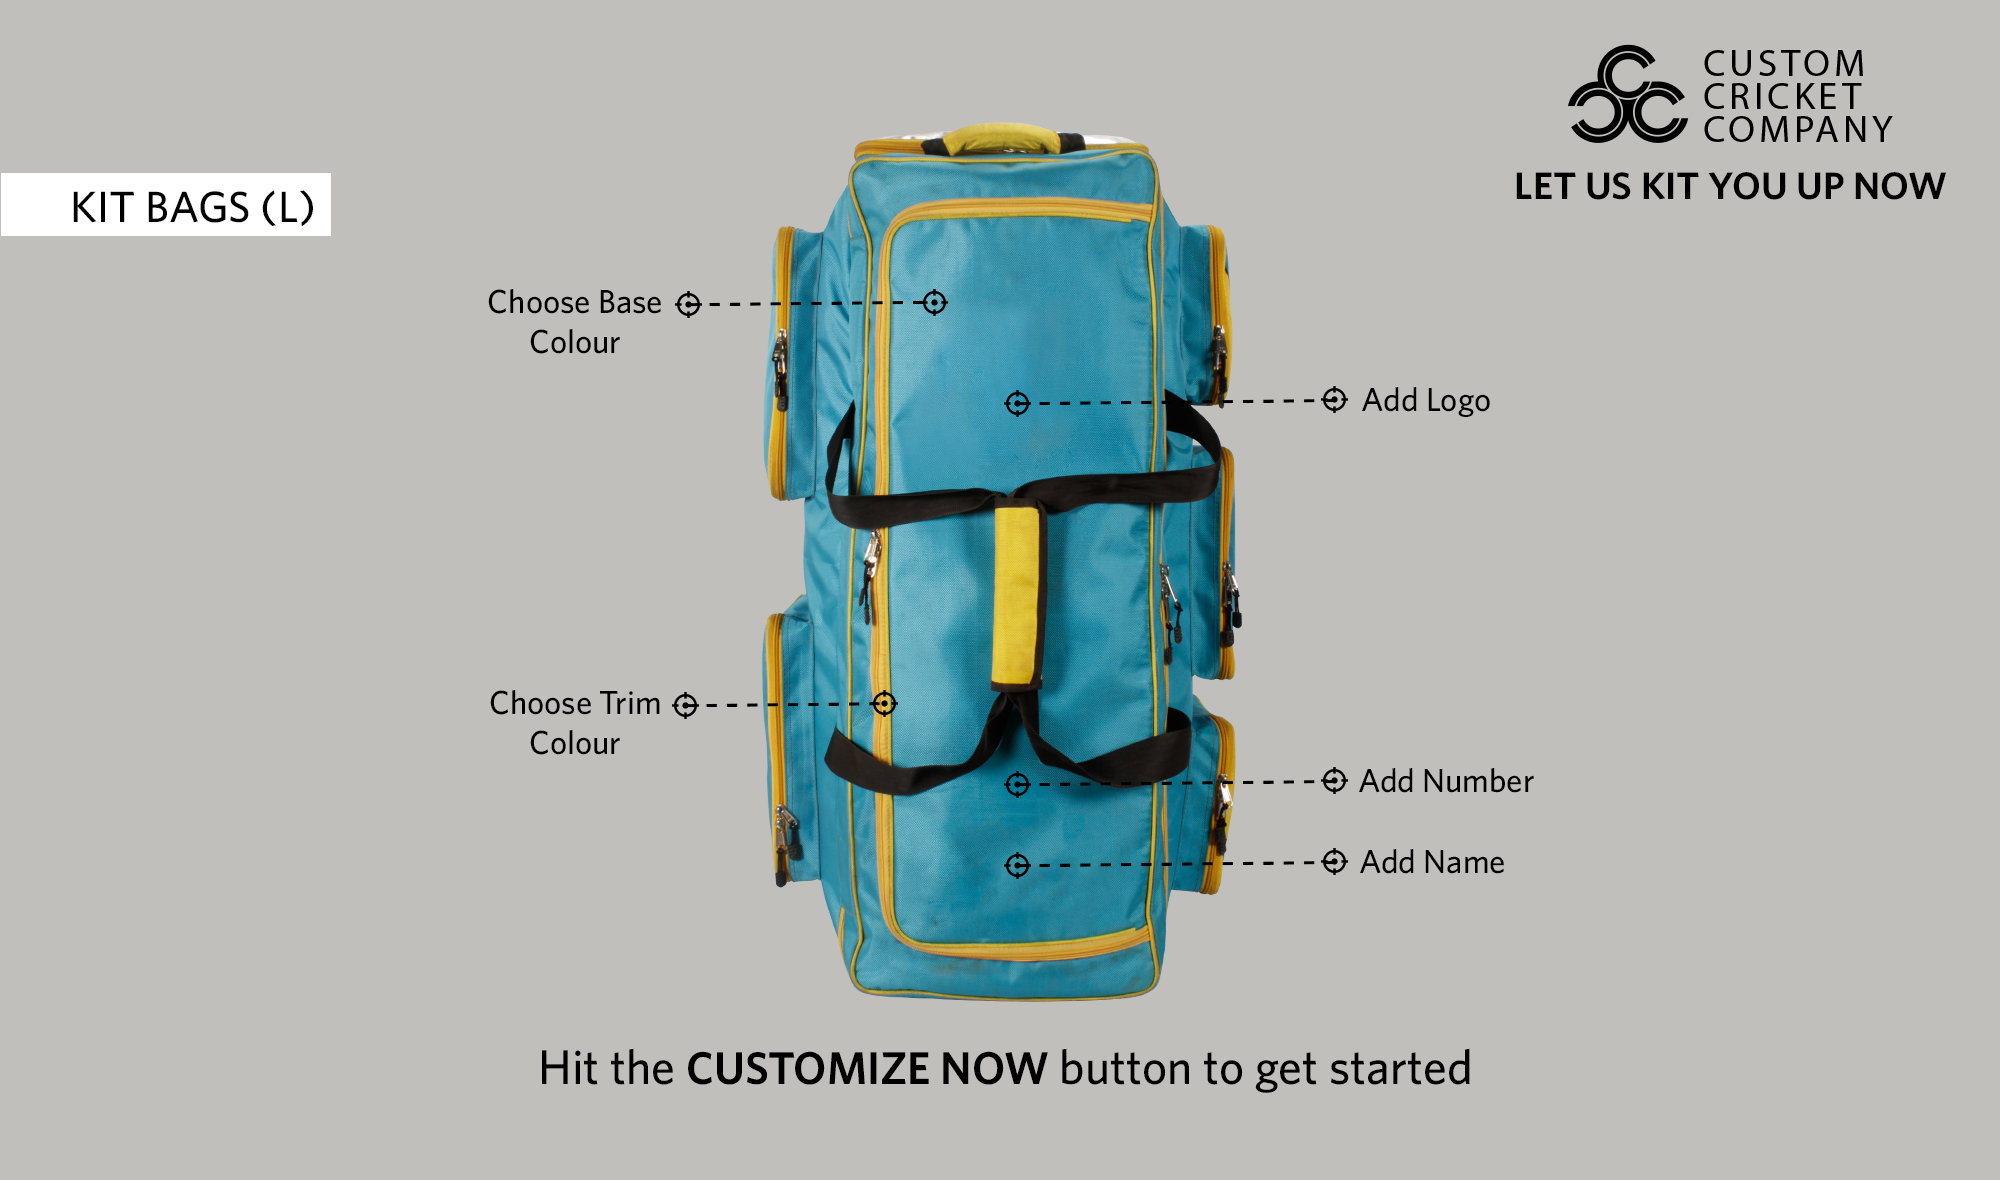 CUSTOM
CRICKET
COMPANY
LET US KIT YOU UP NOW
KIT BAGS (L)
Choose Base
Colour
Add Logo
Choose Trim
Colour
Add Number
Add Name
Hit the CUSTOMIZE NOW button to get started